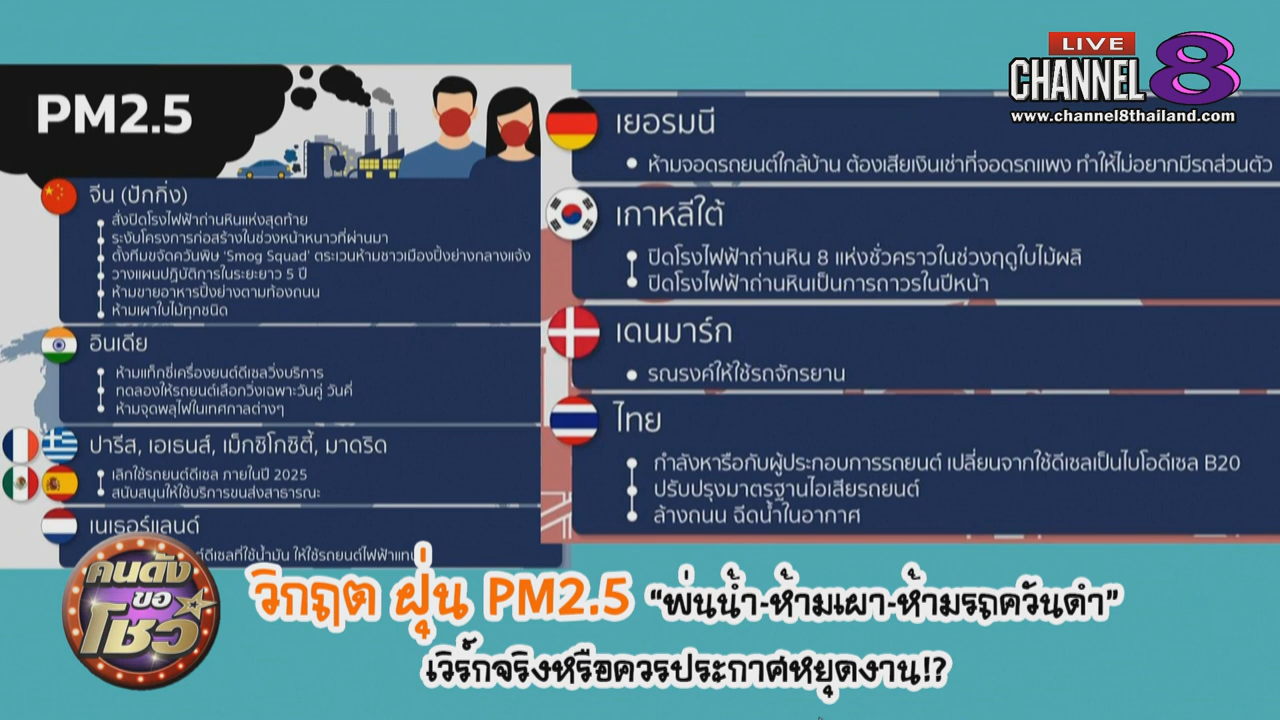 LIVE
CHANNEL 8
www.channel8thailand.com
PM2.5
จีน (ปักกิ่ง)
สั่งปิดโรงไฟฟ้าถ่านหินแห่งสุดท้าย
ระงับโครงการก่อสร้างในช่วงหน้าหนาวที่ผ่านมา
ตั้งทีมขจัดควันพิษ 'Smog Squad' ตระเวนห้ามชาวเมืองปิ้งย่างกลางแจ้ง
วางแผนปฏิบัติการในระยะยาว 5 ปี
ห้ามขายอาหารปิ้งย่างตามท้องถนน
ห้ามเผาใบไม้ทุกชนิด
อินเดีย
ห้ามแท็กซี่เครื่องยนต์ดีเซลวิ่งบริการ
ทดลองให้รถยนต์เลือกวิ่งเฉพาะวันคู่ วันคี่
ห้ามจุดพลุไฟในเทศกาลต่างๆ
ปารีส, เอเธนส์, เม็กซิโกซิตี้, มาดริด
เลิกใช้รถยนต์ดีเซล ภายในปี 2025
สนับสนุนให้ใช้บริการขนส่งสาธารณะ
เนเธอร์แลนด์
ต์ดีเซลที่ใช้น้ำมัน ให้ใช้รถยนต์ไฟฟ้าแทน
เยอรมนี
ห้ามจอดรถยนต์ใกล้บ้าน ต้องเสียเงินเช่าที่จอดรถแพง ทำให้ไม่อยากมีรถส่วนตัว
เกาหลีใต้
ปิดโรงไฟฟ้าถ่านหิน 8 แห่งชั่วคราวในช่วงฤดูใบไม้ผลิ
ปิดโรงไฟฟ้าถ่านหินเป็นการถาวรในปีหน้า
เดนมาร์ก
รณรงค์ให้ใช้รถจักรยาน
ไทย
กำลังหารือกับผู้ประกอบการรถยนต์ เปลี่ยนจากใช้ดีเซลเป็นไบโอดีเซล B20
ปรับปรุงมาตรฐานไอเสียรถยนต์
ล้างถนน ฉีดน้ำในอากาศ
คนดัง
ขอ
โชว์
วิกฤต ฝุ่น PM2.5 “พ่นน้ำ-ห้ามเผา-ห้ามรถควันดำ”
เวิร์กจริงหรือควรประกาศหยุดงาน!?